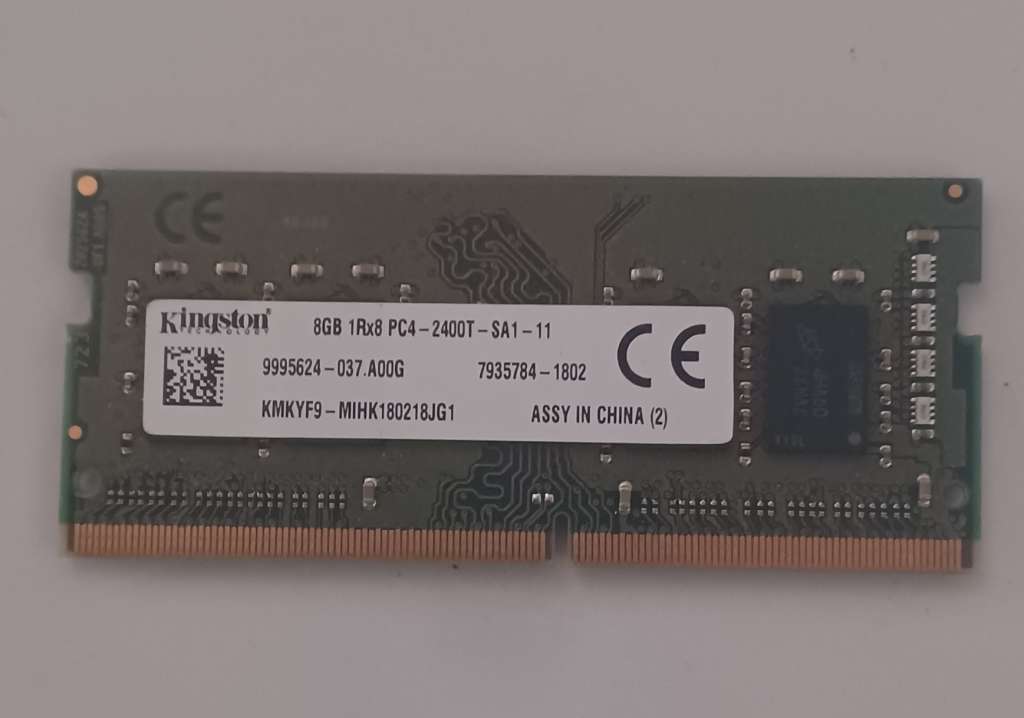 CE
Kingston
TECHNOLOGY
8GB 1Rx8 PC4-2400T-SA1-11
9995624-037.A00G 7935784-1802
CE
KMKYF9-MIHK180218JG1 ASSY IN CHINA (2)